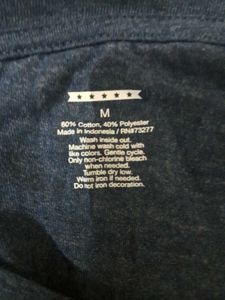 M
60% Cotton, 40% Polyester
Made in Indonesia / RN#73277
Wash inside out.
Machine wash cold with
like colors. Gentle cycle.
Only non-chlorine bleach
when needed.
Tumble dry low.
Warm iron if needed.
Do not iron decoration.